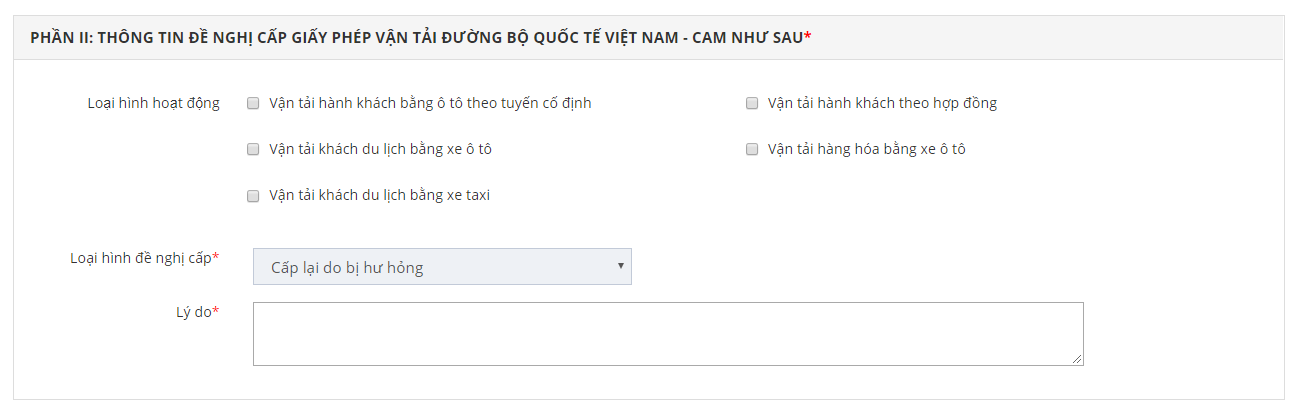 PHẦN II: THÔNG TIN ĐỀ NGHỊ CẤP GIẤY PHÉP VẬN TẢI ĐƯỜNG BỘ QUỐC TẾ VIỆT NAM - CAM NHƯ SAU*
Loại hình hoạt động Vận tải hành khách bằng ô tô theo tuyến cố định Vận tải hành khách theo hợp đồng
Vận tải khách du lịch bằng xe ô tô Vận tải hàng hóa bằng xe ô tô
Vận tải khách du lịch bằng xe taxi
Loại hình đề nghị cấp* Cấp lại do bị hư hỏng
Lý do*